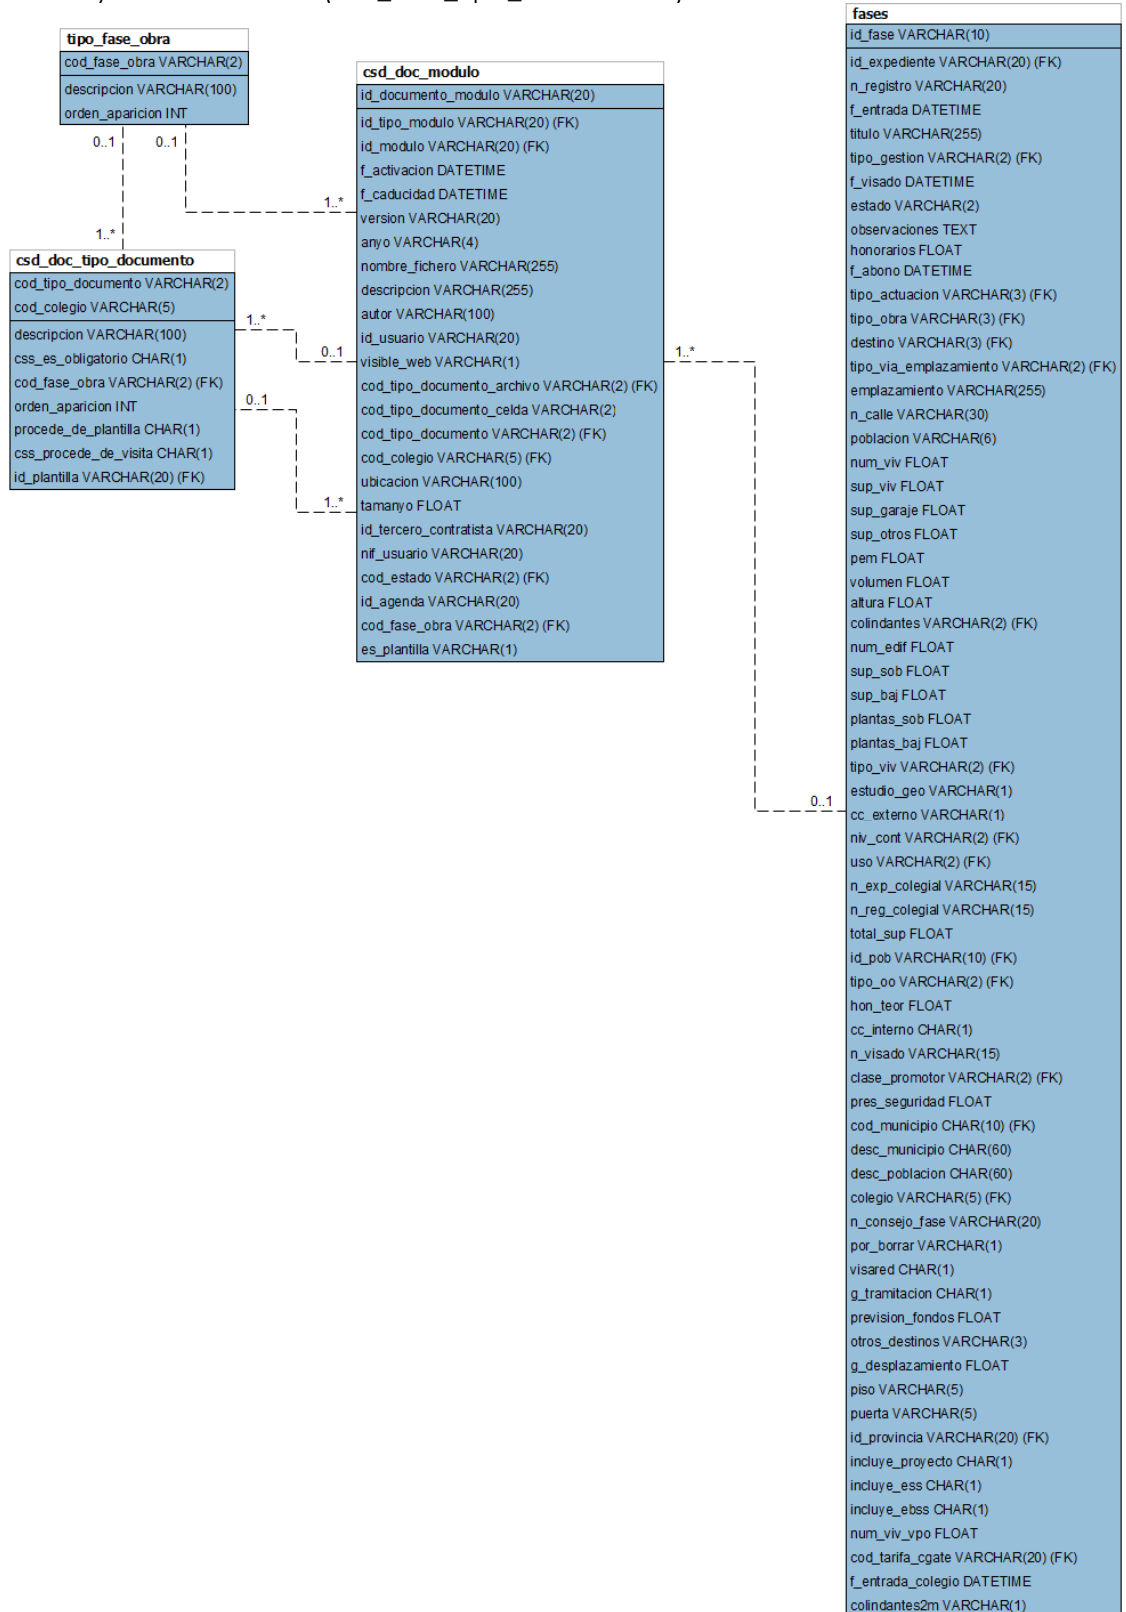 tipo_fase_obra
cod_fase_obra VARCHAR(2)
descripcion VARCHAR(100)
orden_aparicion INT
0..1
0..1
1..*
1..*
csd_doc_tipo_documento
cod_tipo_documento VARCHAR(2)
cod_colegio VARCHAR(5)
descripcion VARCHAR(100)
css_es_obligatorio CHAR(1)
cod_fase_obra VARCHAR(2) (FK)
orden_aparicion INT
procede_de_plantilla CHAR(1)
css_procede_de_visita CHAR(1)
id_plantilla VARCHAR(20) (FK)
1..*
0..1
0..1
1..*
csd_doc_modulo
id_documento_modulo VARCHAR(20)
id_tipo_modulo VARCHAR(20) (FK)
id_modulo VARCHAR(20) (FK)
f_activacion DATETIME
f_caducidad DATETIME
version VARCHAR(20)
anyo VARCHAR(4)
nombre_fichero VARCHAR(255)
descripcion VARCHAR(255)
autor VARCHAR(100)
id_usuario VARCHAR(20)
visible_web VARCHAR(1)
cod_tipo_documento_archivo VARCHAR(2) (FK)
cod_tipo_documento_celda VARCHAR(2)
cod_tipo_documento VARCHAR(2) (FK)
cod_colegio VARCHAR(5) (FK)
ubicacion VARCHAR(100)
tamanyo FLOAT
id_tercero_contratista VARCHAR(20)
nif_usuario VARCHAR(20)
cod_estado VARCHAR(2) (FK)
id_agenda VARCHAR(20)
cod_fase_obra VARCHAR(2) (FK)
es_plantilla VARCHAR(1)
1..*
0..1
fases
id_fase VARCHAR(10)
id_expediente VARCHAR(20) (FK)
n_registro VARCHAR(20)
f_entrada DATETIME
titulo VARCHAR(255)
tipo_gestion VARCHAR(2) (FK)
f_visado DATETIME
estado VARCHAR(2)
observaciones TEXT
honorarios FLOAT
f_abono DATETIME
tipo_actuacion VARCHAR(3) (FK)
tipo_obra VARCHAR(3) (FK)
destino VARCHAR(3) (FK)
tipo_via_emplazamiento VARCHAR(2) (FK)
emplazamiento VARCHAR(255)
n_calle VARCHAR(30)
poblacion VARCHAR(6)
num_viv FLOAT
sup_viv FLOAT
sup_garaje FLOAT
sup_otros FLOAT
pem FLOAT
volumen FLOAT
altura FLOAT
colindantes VARCHAR(2) (FK)
num_edif FLOAT
sup_sob FLOAT
sup_baj FLOAT
plantas_sob FLOAT
plantas_baj FLOAT
tipo_viv VARCHAR(2) (FK)
estudio_geo VARCHAR(1)
cc_externo VARCHAR(1)
niv_cont VARCHAR(2) (FK)
uso VARCHAR(2) (FK)
n_exp_colegial VARCHAR(15)
n_reg_colegial VARCHAR(15)
total_sup FLOAT
id_pob VARCHAR(10) (FK)
tipo_oo VARCHAR(2) (FK)
hon_teor FLOAT
cc_interno CHAR(1)
n_visado VARCHAR(15)
clase_promotor VARCHAR(2) (FK)
pres_seguridad FLOAT
cod_municipio CHAR(10) (FK)
desc_municipio CHAR(60)
desc_poblacion CHAR(60)
colegio VARCHAR(5) (FK)
n_consejo_fase VARCHAR(20)
por_borrar VARCHAR(1)
visared CHAR(1)
g_tramitacion CHAR(1)
prevision_fondos FLOAT
otros_destinos VARCHAR(3)
g_desplazamiento FLOAT
piso VARCHAR(5)
puerta VARCHAR(5)
id_provincia VARCHAR(20) (FK)
incluye_proyecto CHAR(1)
incluye_ess CHAR(1)
incluye_ebss CHAR(1)
num_viv_vpo FLOAT
cod_tarifa_cgate VARCHAR(20) (FK)
f_entrada_colegio DATETIME
colindantes2m VARCHAR(1)